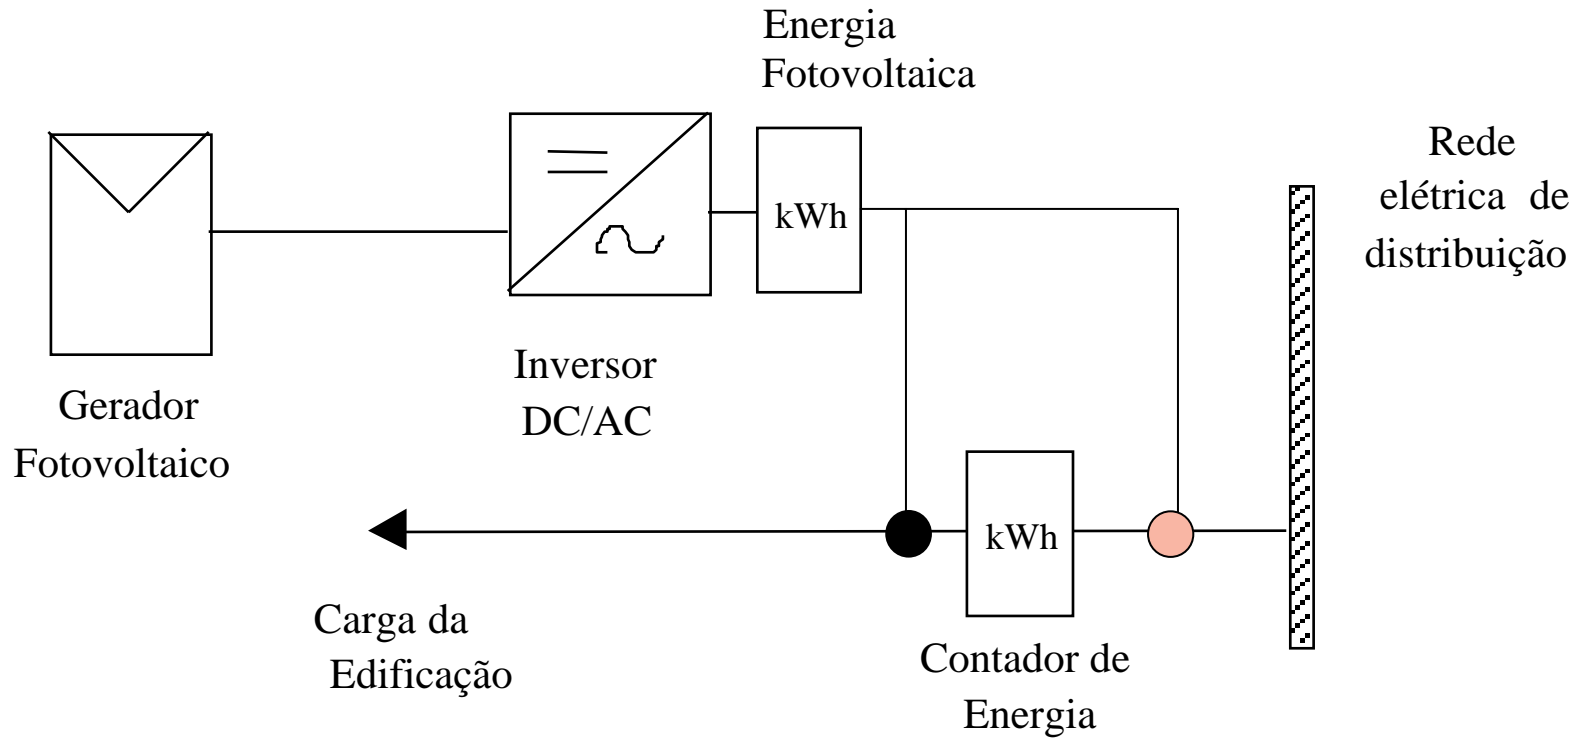 Energia
Fotovoltaica
kWh
Rede
elétrica de
distribuição
Inversor
DC/AC
Gerador
Fotovoltaico
kWh
Carga da
Edificação
Contador de
Energia